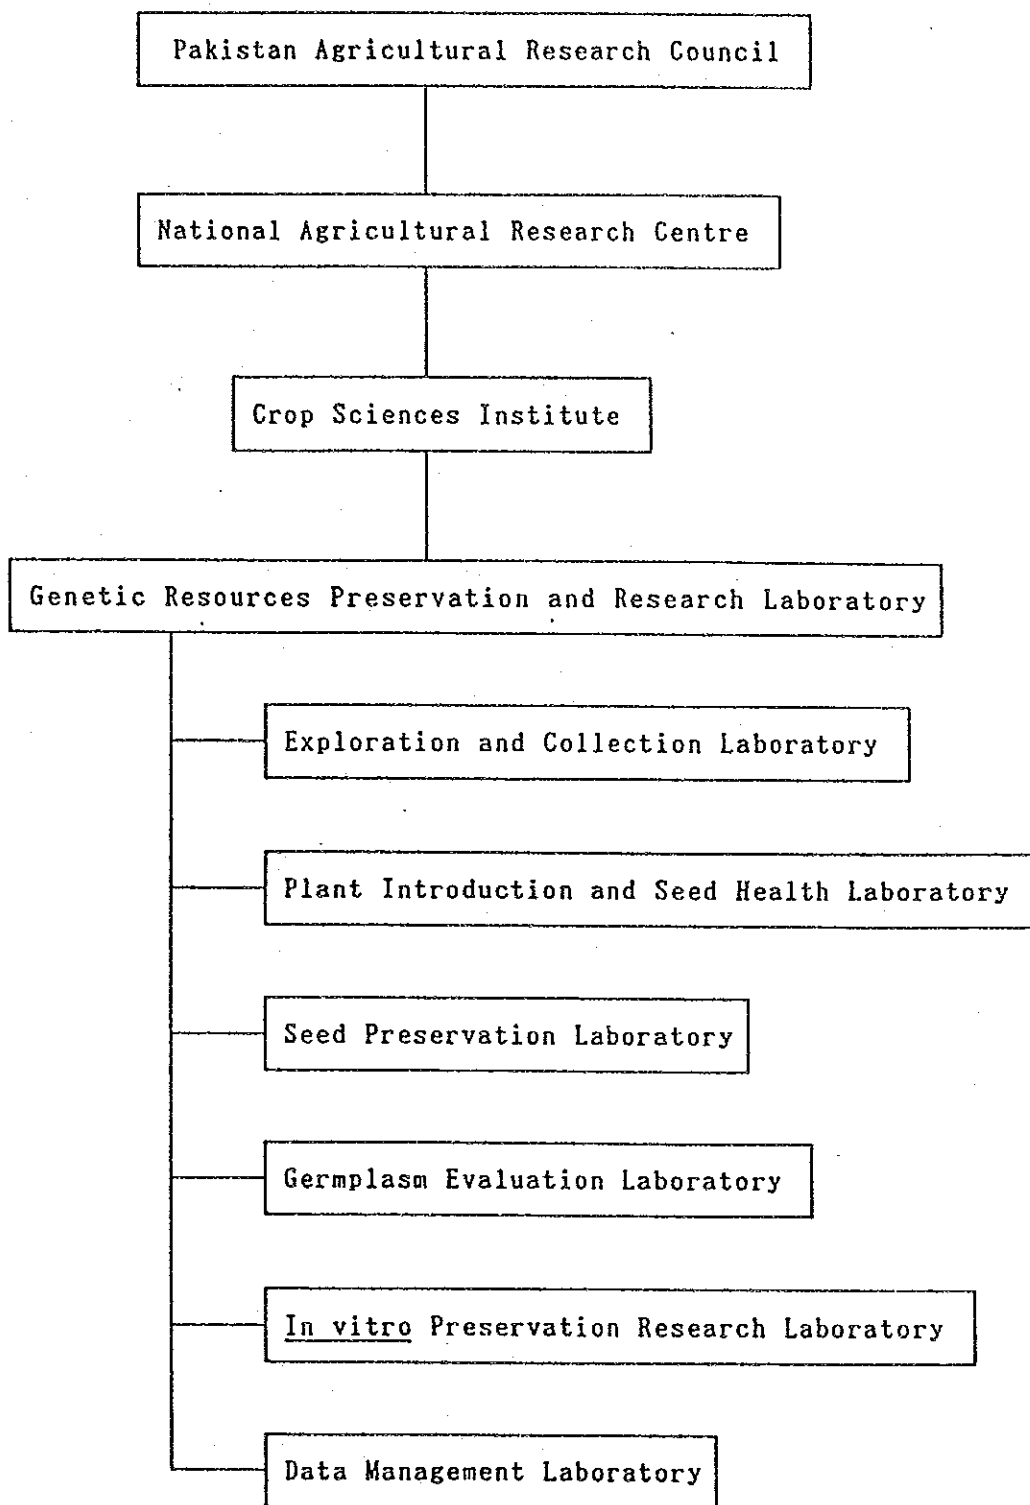 Pakistan Agricultural Research Council
National Agricultural Research Centre
Crop Sciences Institute
Genetic Resources Preservation and Research Laboratory
Exploration and Collection Laboratory
Plant Introduction and Seed Health Laboratory
Seed Preservation Laboratory
Germplasm Evaluation Laboratory
In vitro Preservation Research Laboratory
Data Management Laboratory